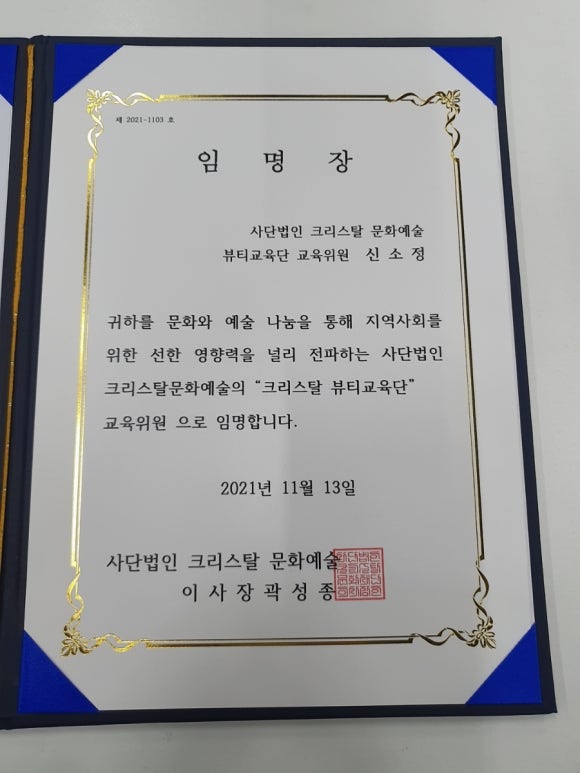 제 2021-1103 호
임 명 장
사단법인 크리스탈 문화예술
뷰티교육단 교육위원 신소정
귀하를 문화와 예술 나눔을 통해 지역사회를
위한 선한 영향력을 널리 전파하는 사단법인
크리스탈문화예술의 “크리스탈 뷰티교육단”
교육위원 으로 임명합니다.
2021년 11월 13일
사단법인 크리스탈 문화예술
이 사 장 곽 성 종